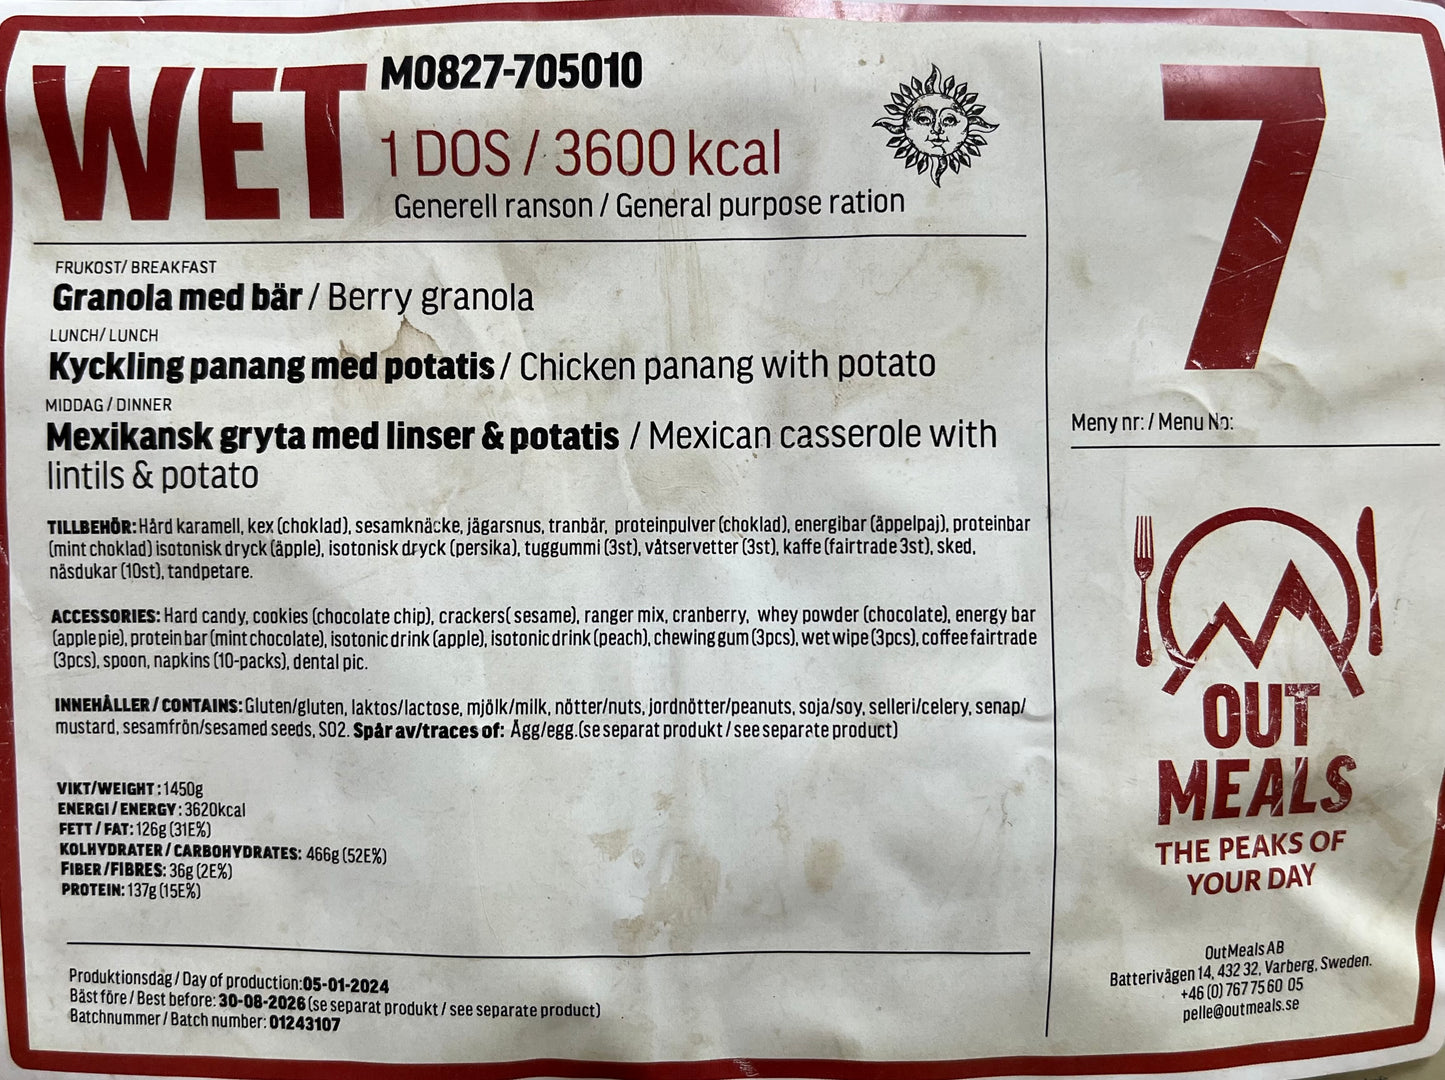 WET
M0827-705010
1 DOS / 3600 kcal
Generell ranson / General purpose ration
FRUKOST/ BREAKFAST
Granola med bär / Berry granola
LUNCH/ LUNCH
Kyckling panang med potatis / Chicken panang with potato
MIDDAG / DINNER
Mexikansk gryta med linser & potatis / Mexican casserole with
lintils & potato
TILLBEHÖR: Hård karamell, kex (choklad), sesamknäcke, jägarsnus, tranbär, proteinpulver (choklad), energibar (äppelpaj), proteinbar
(mint choklad) isotonisk dryck (äpple), isotonisk dryck (persika), tuggummi (3st), våtservetter (3st), kaffe (fairtrade 3st), sked,
näsdukar (10st), tandpetare.
ACCESSORIES: Hard candy, cookies (chocolate chip), crackers( sesame), ranger mix, cranberry, whey powder (chocolate), energy bar
(apple pie), protein bar (mint chocolate), isotonic drink (apple), isotonic drink (peach), chewing gum (3pcs), wet wipe (3pcs), coffee fairtrade
(3pcs), spoon, napkins (10-packs), dental pic.
INNEHÅLLER / CONTAINS: Gluten/gluten, laktos/lactose, mjölk/milk, nötter/nuts, jordnötter/peanuts, soja/soy, selleri/celery, senap/
mustard, sesamfrön/sesamed seeds, SO2. Spår av/traces of: Ägg/egg.(se separat produkt / see separate product)
VIKT/WEIGHT : 1450g
ENERGI / ENERGY : 3620kcal
FETT / FAT: 126g (31E%)
KOLHYDRATER / CARBOHYDRATES: 466g (52E%)
FIBER /FIBRES: 36g (2E%)
PROTEIN: 137g (15E%)
Produktionsdag / Day of production: 05-01-2024
Bäst före / Best before: 30-08-2026 (se separat produkt / see separate product)
Batchnummer / Batch number: 01243107
7
Meny nr: / Menu No:
OUT
MEALS
THE PEAKS OF
YOUR DAY
OutMeals AB
Batterivägen 14, 432 32, Varberg, Sweden.
+46 (0) 767 75 60 05
pelle@outmeals.se